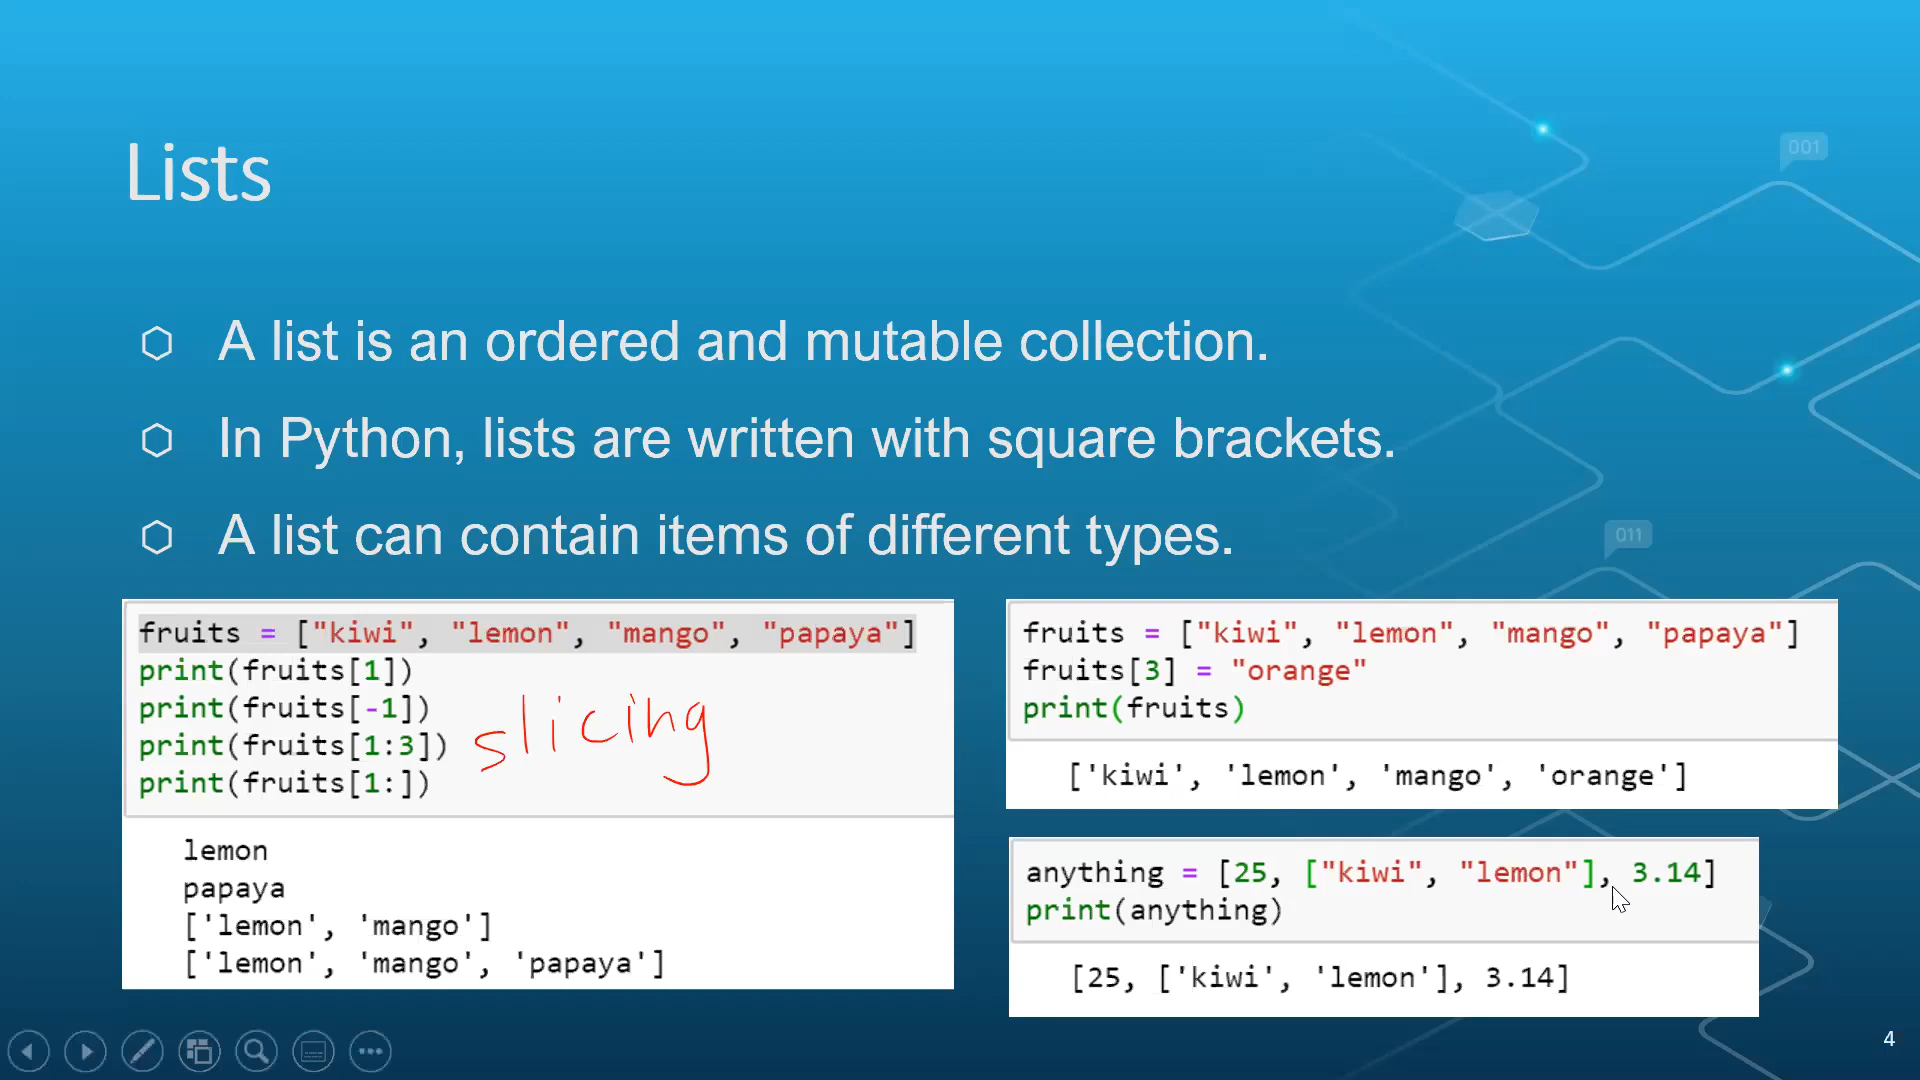 Lists
A list is an ordered and mutable collection.
In Python, lists are written with square brackets.
A list can contain items of different types.
fruits = ["kiwi", "lemon", "mango", "papaya"]
print(fruits[1])
print(fruits[-1])
print(fruits[1:3])
print(fruits[1:])
slicing
lemon
papaya
['lemon', 'mango']
['lemon', 'mango', 'papaya']
fruits = ["kiwi", "lemon", "mango", "papaya"]
fruits[3] = "orange"
print(fruits)
['kiwi', 'lemon', 'mango', 'orange']
anything = [25, ["kiwi", "lemon"], 3.14]
print(anything)
[25, ['kiwi', 'lemon'], 3.14]
001
011
4